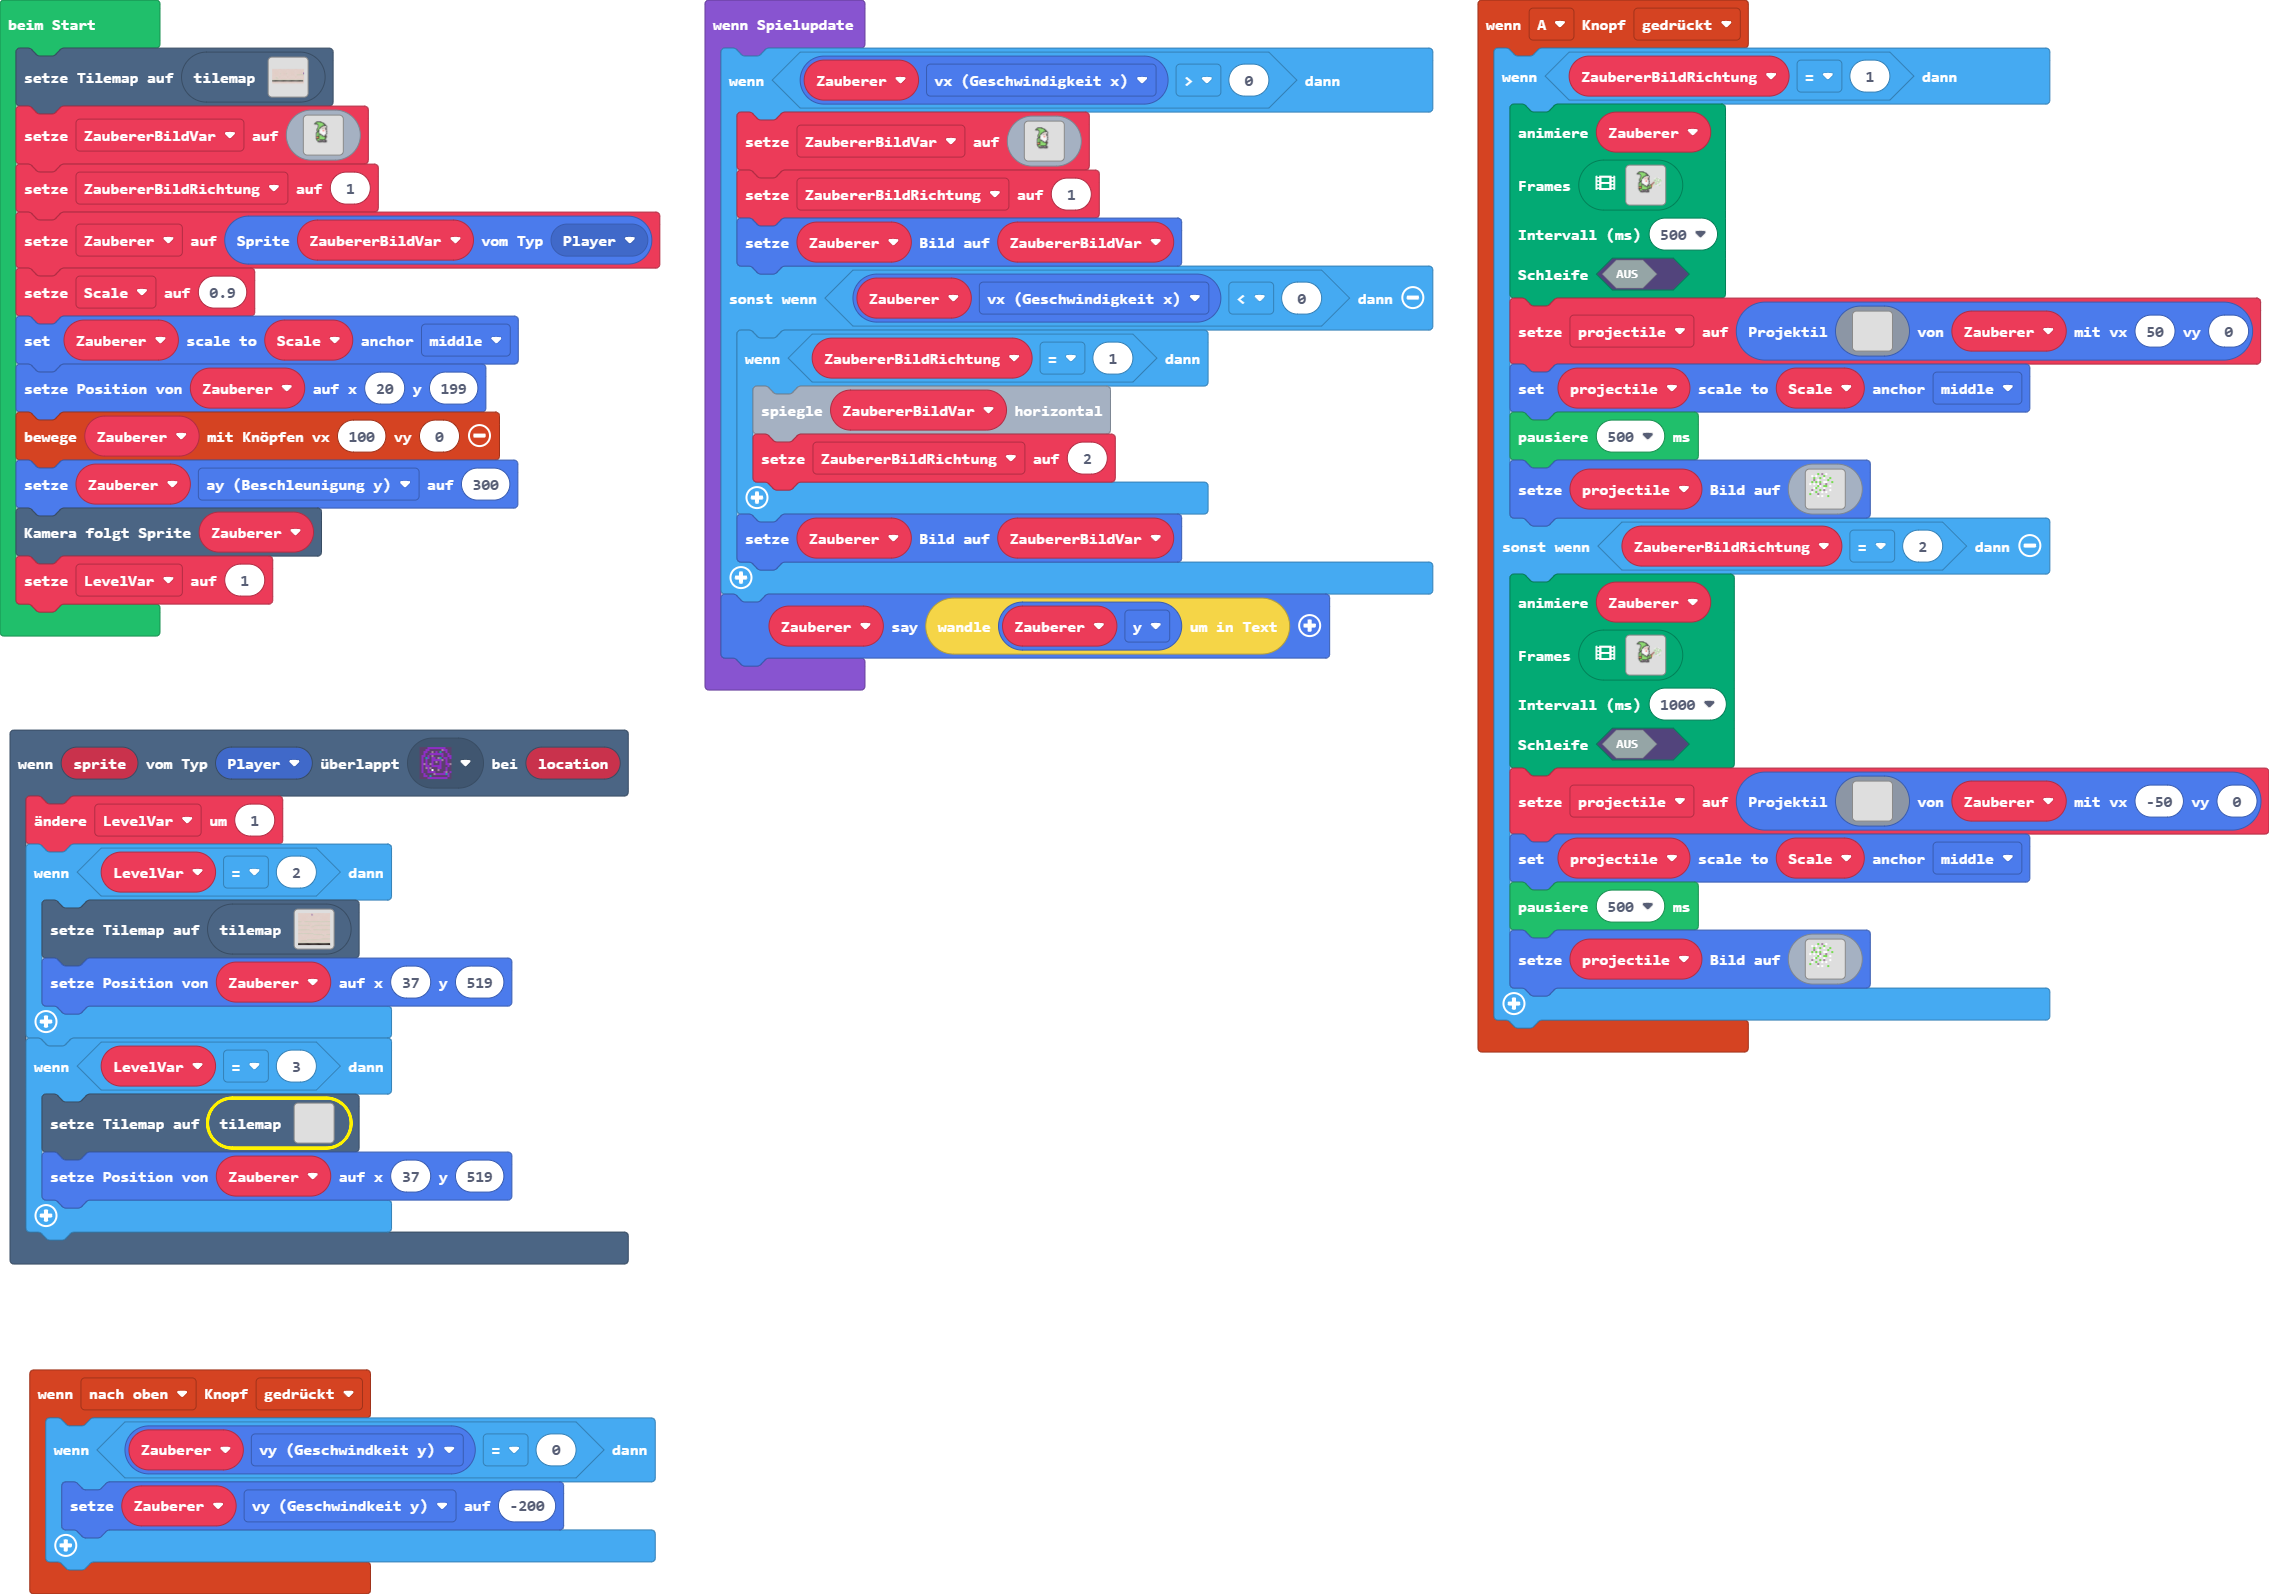 beim Start
setze Tilemap auf tilemap
setze ZaubererBildVar auf
setze ZaubererBildRichtung auf 1
setze Zauberer auf Sprite ZaubererBildVar vom Typ Player
setze Scale auf 0.9
set Zauberer scale to Scale anchor middle
setze Position von Zauberer auf x 20 y 199
bewege Zauberer mit Knöpfen vx 100 vy 0
setze Zauberer ay (Beschleunigung y) auf 300
Kamera folgt Sprite Zauberer
setze LevelVar auf 1
wenn sprite vom Typ Player überlappt bei location
ändere LevelVar um 1
wenn LevelVar = 2 dann
setze Tilemap auf tilemap
setze Position von Zauberer auf x 37 y 519
wenn LevelVar = 3 dann
setze Tilemap auf tilemap
setze Position von Zauberer auf x 37 y 519
wenn nach oben Knopf gedrückt
wenn Zauberer vy (Geschwindkeit y) = 0 dann
setze Zauberer vy (Geschwindkeit y) auf -200
wenn Spielupdate
wenn Zauberer vx (Geschwindigkeit x) > 0 dann
setze ZaubererBildVar auf
setze ZaubererBildRichtung auf 1
setze Zauberer Bild auf ZaubererBildVar
sonst wenn Zauberer vx (Geschwindigkeit x) < 0 dann
wenn ZaubererBildRichtung = 1 dann
spiegle ZaubererBildVar horizontal
setze ZaubererBildRichtung auf 2
setze Zauberer Bild auf ZaubererBildVar
Zauberer say wandle Zauberer y um in Text
wenn A Knopf gedrückt
wenn ZaubererBildRichtung = 1 dann
animiere Zauberer
Frames
Intervall (ms) 500
Schleife AUS
setze projectile auf Projektil von Zauberer mit vx 50 vy 0
set projectile scale to Scale anchor middle
pausiere 500 ms
setze projectile Bild auf
sonst wenn ZaubererBildRichtung = 2 dann
animiere Zauberer
Frames
Intervall (ms) 1000
Schleife AUS
setze projectile auf Projektil von Zauberer mit vx -50 vy 0
set projectile scale to Scale anchor middle
pausiere 500 ms
setze projectile Bild auf